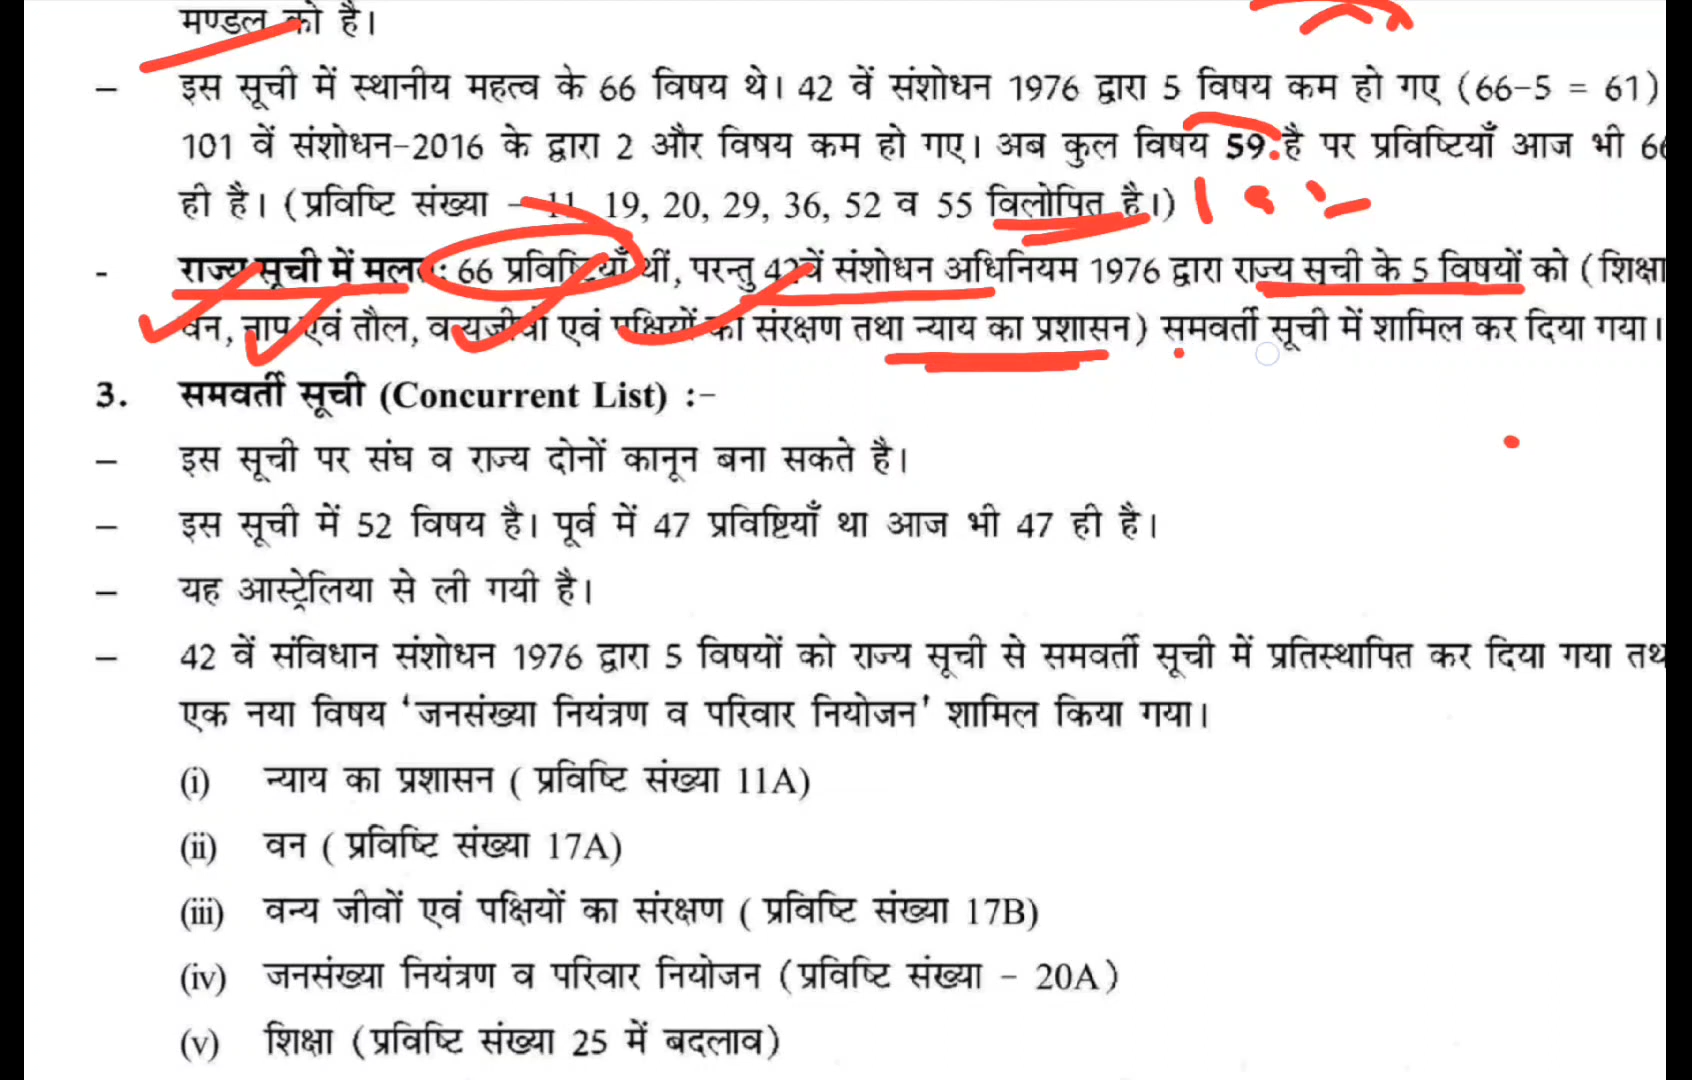 मण्डल को है।
– इस सूची में स्थानीय महत्व के 66 विषय थे। 42 वें संशोधन 1976 द्वारा 5 विषय कम हो गए (66-5 = 61)
101 वें संशोधन-2016 के द्वारा 2 और विषय कम हो गए। अब कुल विषय 59 है पर प्रविष्टियाँ आज भी 66
ही है। (प्रविष्टि संख्या – 11, 19, 20, 29, 36, 52 व 55 विलोपित है।)
- राज्य सूची में मूलतः 66 प्रविष्टियाँ थीं, परन्तु 42वें संशोधन अधिनियम 1976 द्वारा राज्य सूची के 5 विषयों को (शिक्षा
वन, नाप एवं तौल, वन्यजीवों एवं पक्षियों का संरक्षण तथा न्याय का प्रशासन) समवर्ती सूची में शामिल कर दिया गया।
3. समवर्ती सूची (Concurrent List) :-
– इस सूची पर संघ व राज्य दोनों कानून बना सकते है।
– इस सूची में 52 विषय है। पूर्व में 47 प्रविष्टियाँ था आज भी 47 ही है।
– यह आस्ट्रेलिया से ली गयी है।
– 42 वें संविधान संशोधन 1976 द्वारा 5 विषयों को राज्य सूची से समवर्ती सूची में प्रतिस्थापित कर दिया गया
एक नया विषय 'जनसंख्या नियंत्रण व परिवार नियोजन' शामिल किया गया।
(i) न्याय का प्रशासन ( प्रविष्टि संख्या 11A)
(ii) वन ( प्रविष्टि संख्या 17A)
(iii) वन्य जीवों एवं पक्षियों का संरक्षण ( प्रविष्टि संख्या 17B)
(iv) जनसंख्या नियंत्रण व परिवार नियोजन (प्रविष्टि संख्या – 20A)
(v) शिक्षा (प्रविष्टि संख्या 25 में बदलाव)